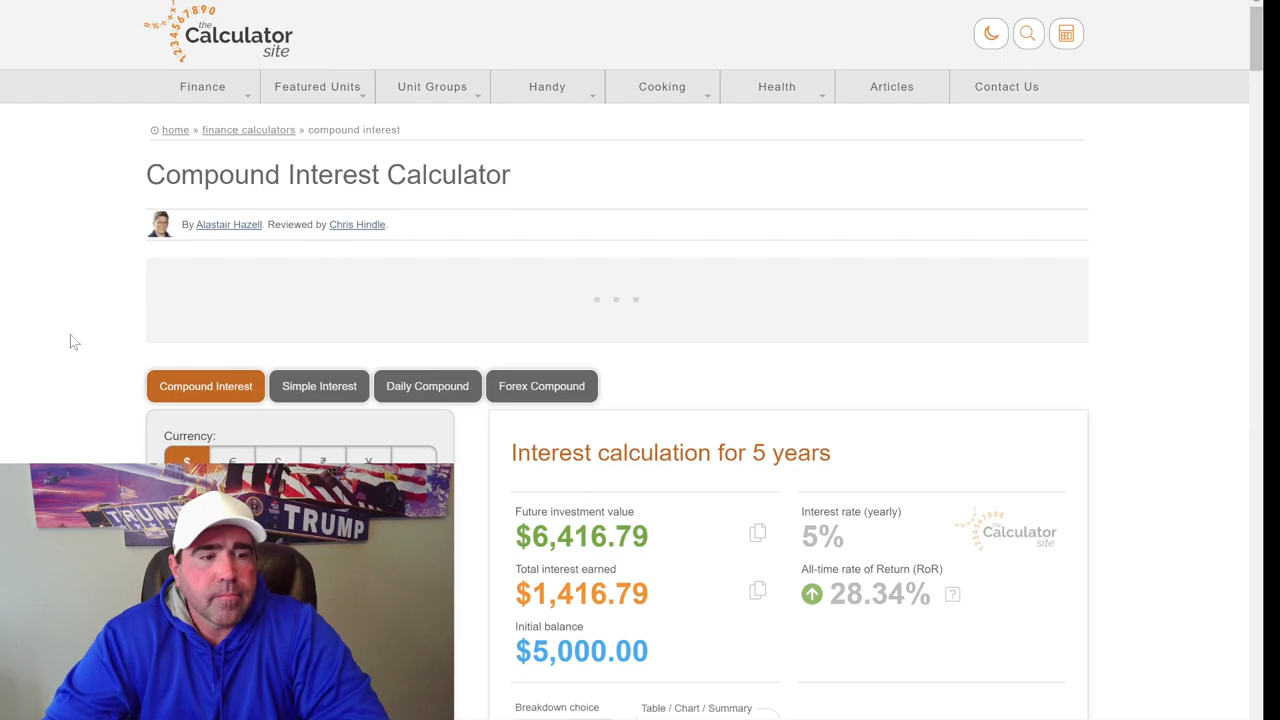 1234567890
the
Calculator
site
Finance
Featured Units
Unit Groups
Handy
Cooking
Health
Articles
Contact Us
home » finance calculators » compound interest
Compound Interest Calculator
By Alastair Hazell. Reviewed by Chris Hindle.
Compound Interest
Simple Interest
Daily Compound
Forex Compound
Currency:
$ € £ ₹ ¥
Interest calculation for 5 years
Future investment value
$6,416.79
Interest rate (yearly)
5%
the
Calculator
site
Total interest earned
$1,416.79
All-time rate of Return (RoR)
28.34%
?
Initial balance
$5,000.00
Breakdown choice
Table / Chart / Summary
TRUMP
TRUMP